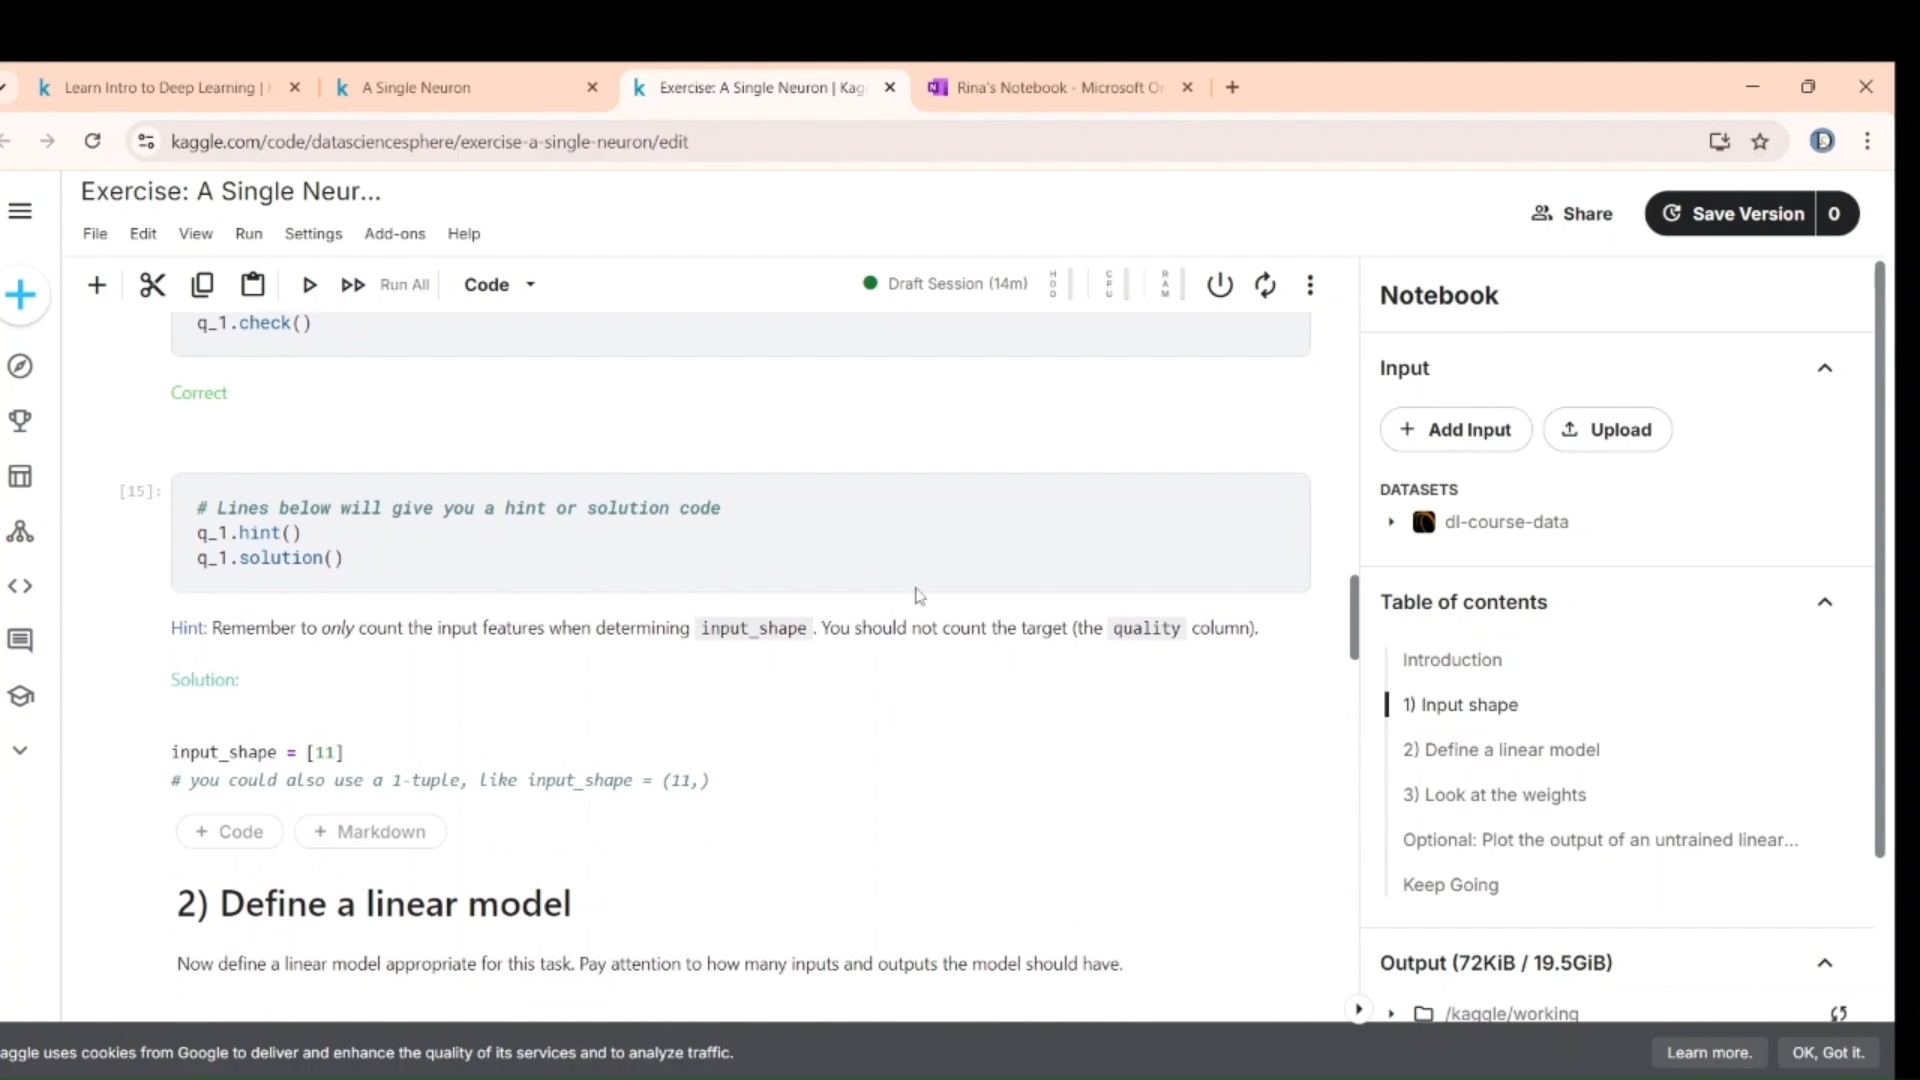 Learn Intro to Deep Learning |
A Single Neuron
Exercise: A Single Neuron | Kag
Rina's Notebook - Microsoft On
kaggle.com/code/datasciencesphere/exercise-a-single-neuron/edit
Exercise: A Single Neur...
File Edit View Run Settings Add-ons Help
Share
Save Version 0
Run All
Code
Draft Session (14m)
HDD
CPU
RAM
q_1.check()
Correct
[15]:
# Lines below will give you a hint or solution code
q_1.hint()
q_1.solution()
Hint: Remember to only count the input features when determining input_shape. You should not count the target (the quality column).
Solution:
input_shape = [11]
# you could also use a 1-tuple, like input_shape = (11,)
+ Code + Markdown
2) Define a linear model
Now define a linear model appropriate for this task. Pay attention to how many inputs and outputs the model should have.
Notebook
Input
+ Add Input Upload
DATASETS
dl-course-data
Table of contents
Introduction
1) Input shape
2) Define a linear model
3) Look at the weights
Optional: Plot the output of an untrained linear...
Keep Going
Output (72KiB / 19.5GiB)
/kaggle/working
aggle uses cookies from Google to deliver and enhance the quality of its services and to analyze traffic.
Learn more. OK, Got it.